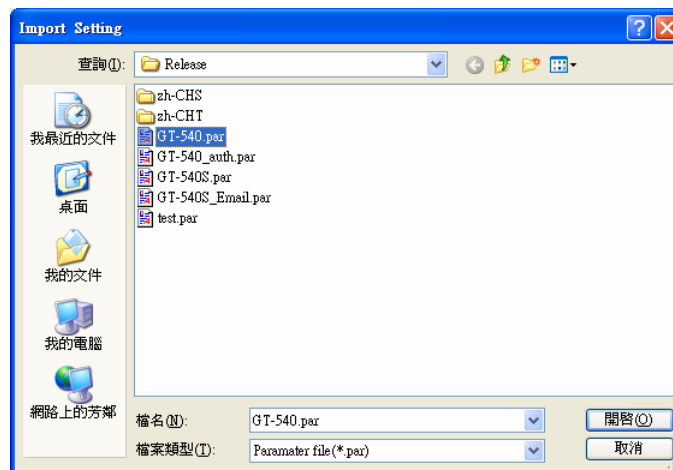 Import Setting
查詢(I): Release
zh-CHS
zh-CHT
GT-540.par
GT-540_auth.par
GT-540S.par
GT-540S_Email.par
test.par
我最近的文件
桌面
我的文件
我的電腦
網路上的芳鄰
檔名(N): GT-540.par 開啓(O)
檔案類型(T): Paramater file(*.par) 取消